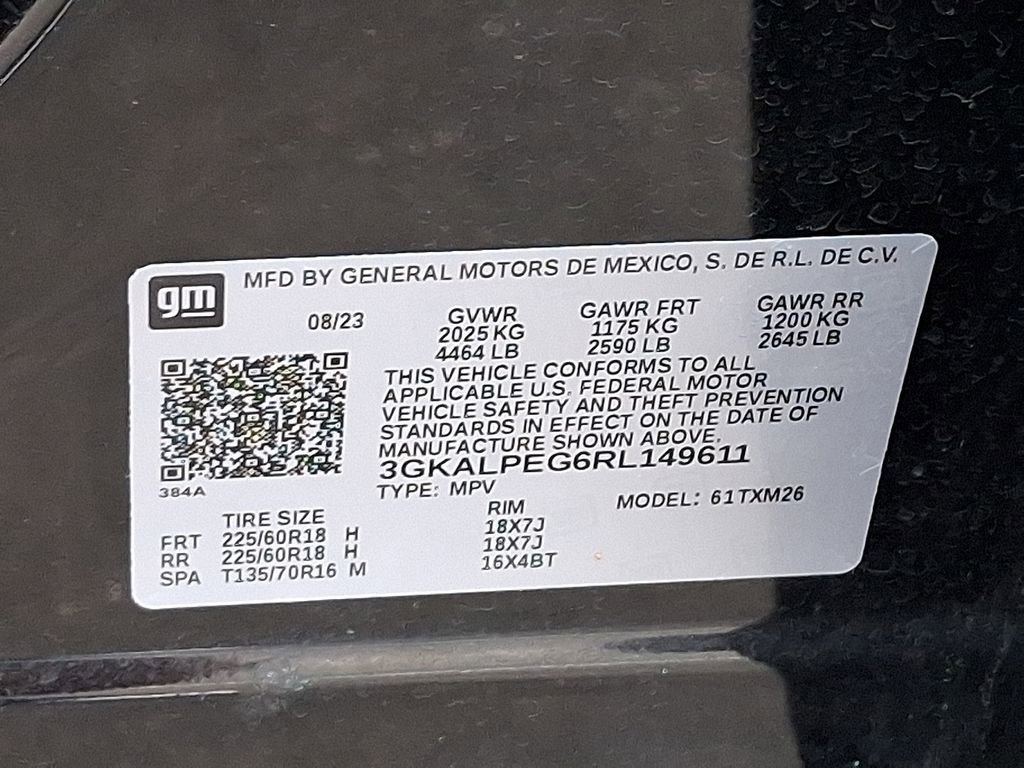 gm
MFD BY GENERAL MOTORS DE MEXICO, S. DE R.L. DE C.V.
08/23 GVWR GAWR FRT GAWR RR
2025 KG 1175 KG 1200 KG
4464 LB 2590 LB 2645 LB
THIS VEHICLE CONFORMS TO ALL
APPLICABLE U.S. FEDERAL MOTOR
VEHICLE SAFETY AND THEFT PREVENTION
STANDARDS IN EFFECT ON THE DATE OF
MANUFACTURE SHOWN ABOVE.
3GKALPEG6RL149611
384A
TYPE: MPV MODEL: 61TXM26
TIRE SIZE RIM
FRT 225/60R18 H 18X7J
RR 225/60R18 H 18X7J
SPA T135/70R16 M 16X4BT